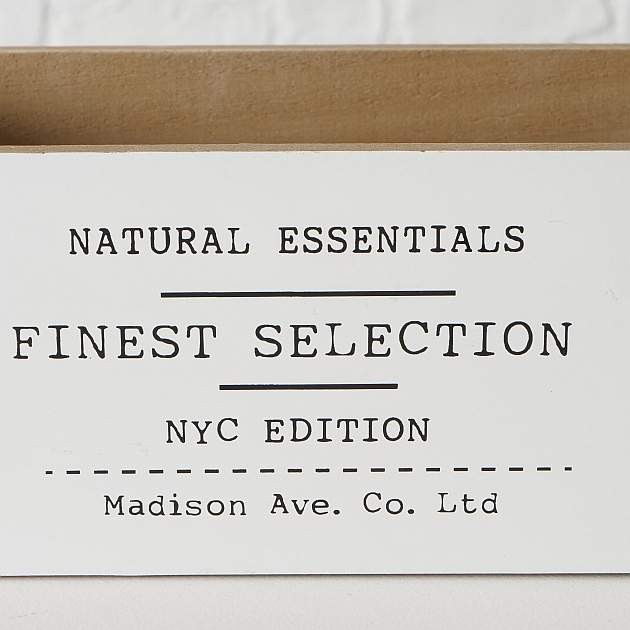 NATURAL ESSENTIALS
FINEST SELECTION
NYC EDITION
Madison Ave. Co. Ltd